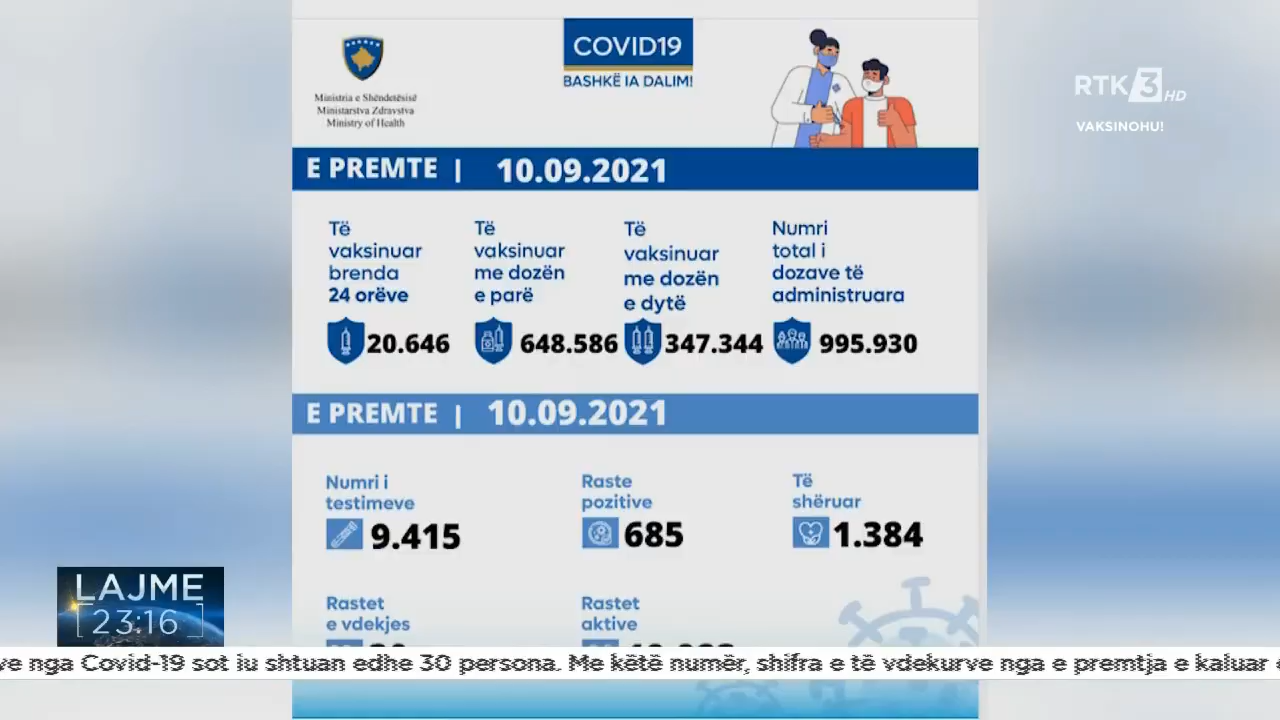 COVID19
BASHKË IA DALIM!
Ministria e Shëndetësisë
Ministarstva Zdravstva
Ministry of Health
RTK 3 HD
VAKSINOHU!
E PREMTE | 10.09.2021
Të vaksinuar brenda 24 orëve
20.646
Të vaksinuar me dozën e parë
648.586
Të vaksinuar me dozën e dytë
347.344
Numri total i dozave të administruara
995.930
E PREMTE | 10.09.2021
Numri i testimeve
9.415
Raste pozitive
685
Të shëruar
1.384
Rastet e vdekjes
Rastet aktive
LAJME
23:16
nga Covid-19 sot iu shtuan edhe 30 persona. Me këtë numër, shifra e të vdekurve nga e premtja e kaluar